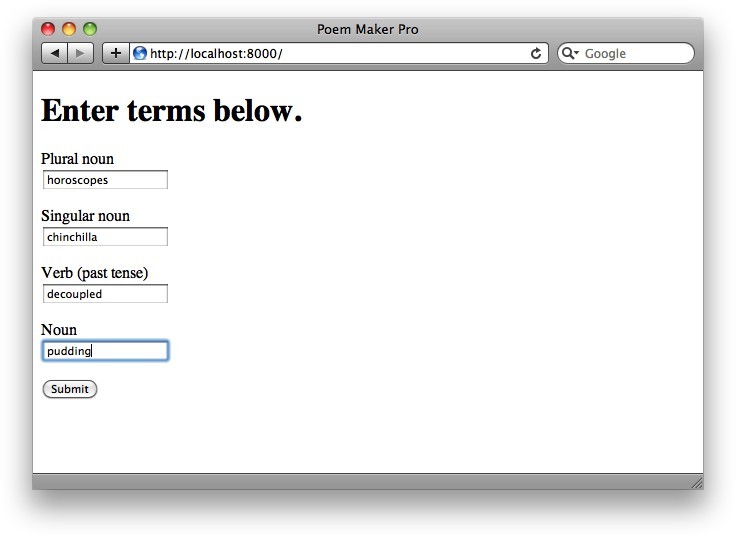 Poem Maker Pro
http://localhost:8000/
Google
Enter terms below.
Plural noun
horoscopes
Singular noun
chinchilla
Verb (past tense)
decoupled
Noun
pudding
Submit